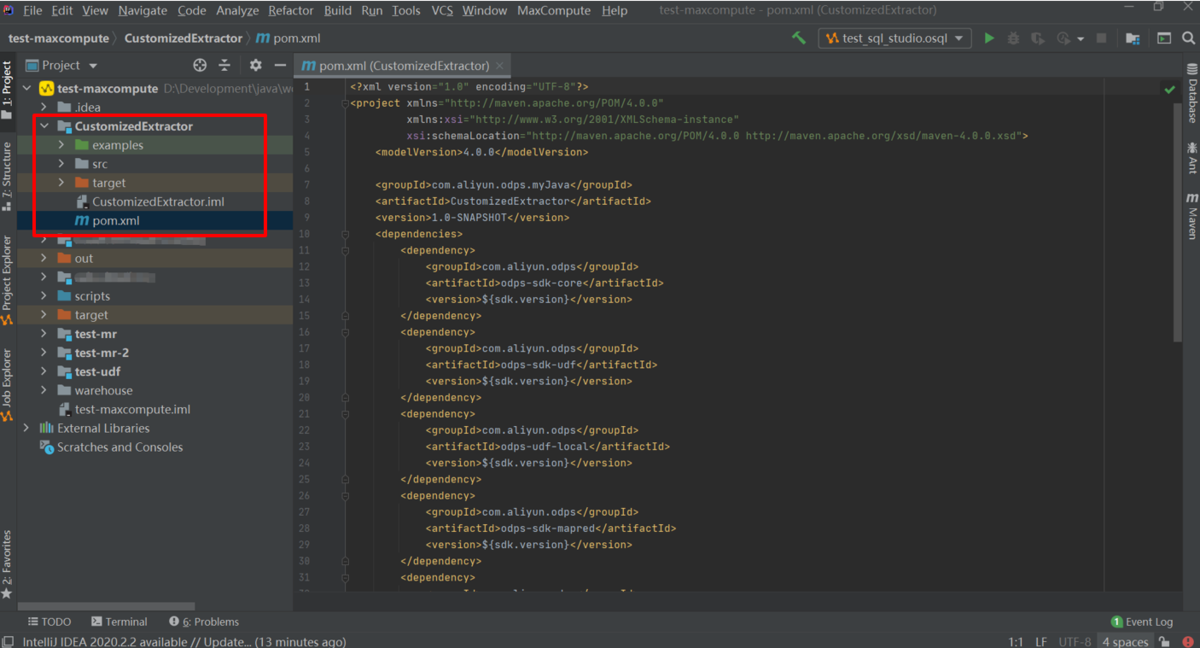 File Edit View Navigate Code Analyze Refactor Build Run Tools VCS Window MaxCompute Help test-maxcompute - pom.xml (CustomizedExtractor)
test-maxcompute CustomizedExtractor pom.xml test_sql_studio.osql
Project
pom.xml (CustomizedExtractor)
1: Project
7: Structure
Project Explorer
Job Explorer
2: Favorites
test-maxcompute D:\Development\java\w
.idea
CustomizedExtractor
examples
src
target
CustomizedExtractor.iml
pom.xml
out
scripts
target
test-mr
test-mr-2
test-udf
warehouse
test-maxcompute.iml
External Libraries
Scratches and Consoles
1 <?xml version="1.0" encoding="UTF-8"?>
2 <project xmlns="http://maven.apache.org/POM/4.0.0"
3 xmlns:xsi="http://www.w3.org/2001/XMLSchema-instance"
4 xsi:schemaLocation="http://maven.apache.org/POM/4.0.0 http://maven.apache.org/xsd/maven-4.0.0.xsd">
5 <modelVersion>4.0.0</modelVersion>
6
7 <groupId>com.aliyun.odps.myJava</groupId>
8 <artifactId>CustomizedExtractor</artifactId>
9 <version>1.0-SNAPSHOT</version>
10 <dependencies>
11 <dependency>
12 <groupId>com.aliyun.odps</groupId>
13 <artifactId>odps-sdk-core</artifactId>
14 <version>${sdk.version}</version>
15 </dependency>
16 <dependency>
17 <groupId>com.aliyun.odps</groupId>
18 <artifactId>odps-sdk-udf</artifactId>
19 <version>${sdk.version}</version>
20 </dependency>
21 <dependency>
22 <groupId>com.aliyun.odps</groupId>
23 <artifactId>odps-udf-local</artifactId>
24 <version>${sdk.version}</version>
25 </dependency>
26 <dependency>
27 <groupId>com.aliyun.odps</groupId>
28 <artifactId>odps-sdk-mapred</artifactId>
29 <version>${sdk.version}</version>
30 </dependency>
31 <dependency>
Database
Ant
Maven
TODO Terminal 6: Problems 1 Event Log
IntelliJ IDEA 2020.2.2 available // Update... (13 minutes ago) 1:1 LF UTF-8 4 spaces